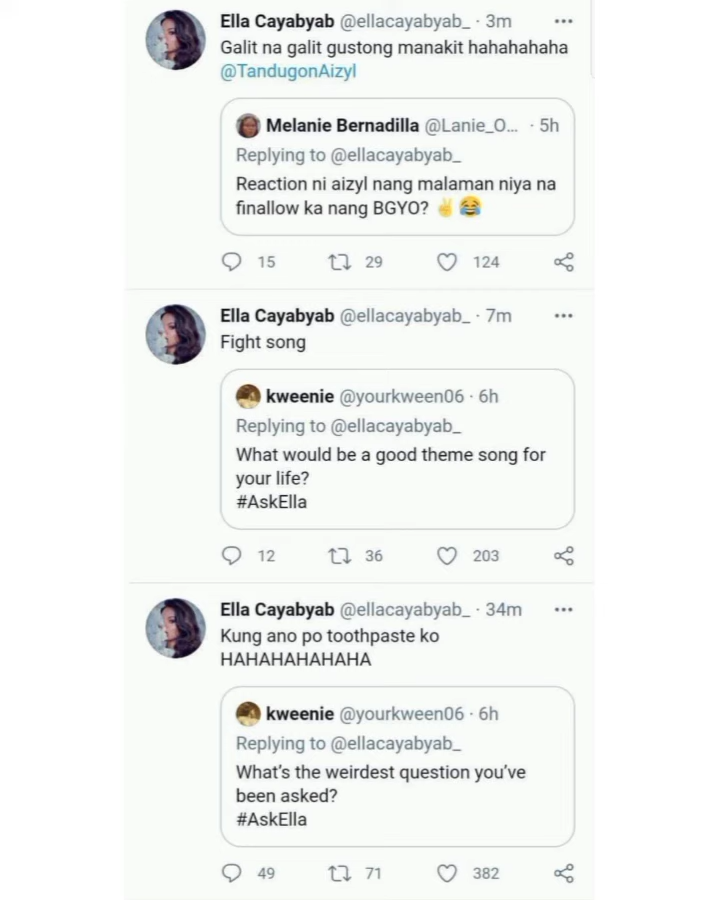 Ella Cayabyab @ellacayabyab_ · 3m
Galit na galit gustong manakit hahahahaha
@TandugonAizyl
Melanie Bernadilla @Lanie_O... · 5h
Replying to @ellacayabyab_
Reaction ni aizyl nang malaman niya na
finallow ka nang BGYO? ✌️😂
15 29 124
Ella Cayabyab @ellacayabyab_ · 7m
Fight song
kweenie @yourkween06 · 6h
Replying to @ellacayabyab_
What would be a good theme song for
your life?
#AskElla
12 36 203
Ella Cayabyab @ellacayabyab_ · 34m
Kung ano po toothpaste ko
HAHAHAHAHAHA
kweenie @yourkween06 · 6h
Replying to @ellacayabyab_
What's the weirdest question you've
been asked?
#AskElla
49 71 382